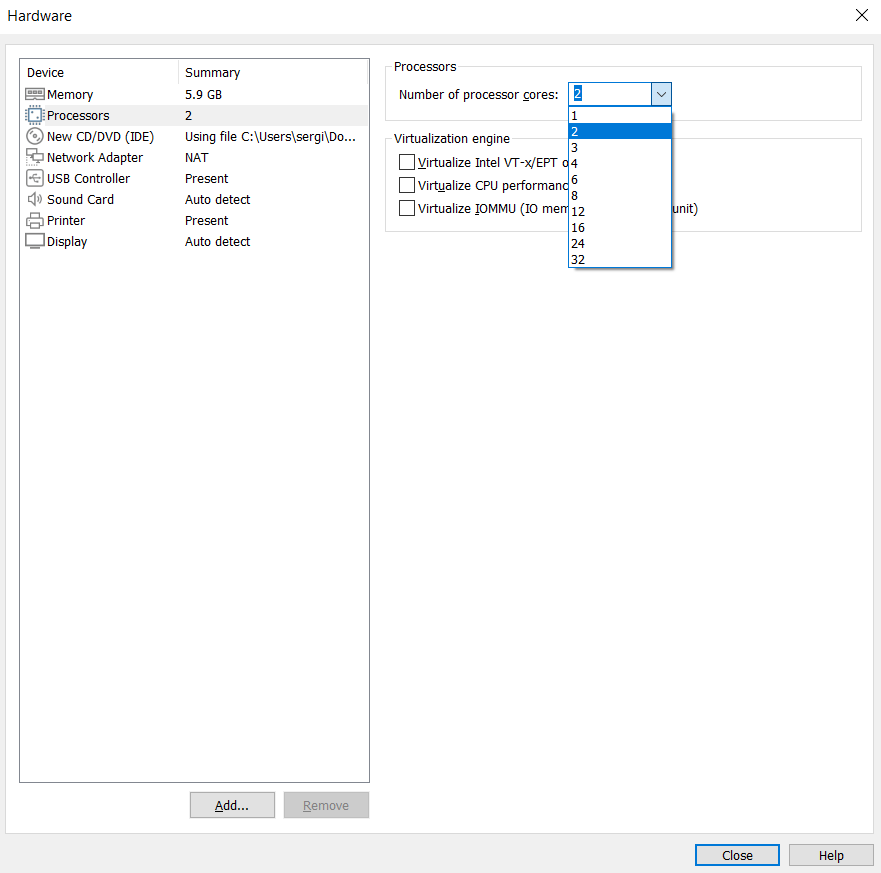 Hardware
Device Summary
Memory 5.9 GB
Processors 2
New CD/DVD (IDE) Using file C:\Users\sergi\Do...
Network Adapter NAT
USB Controller Present
Sound Card Auto detect
Printer Present
Display Auto detect
Add... Remove
Processors
Number of processor cores: 2
1
2
3
4
6
8
12
16
24
32
Virtualization engine
Virtualize Intel VT-x/EPT
Virtualize CPU
Virtualize IOMMU (IO unit)
Close Help